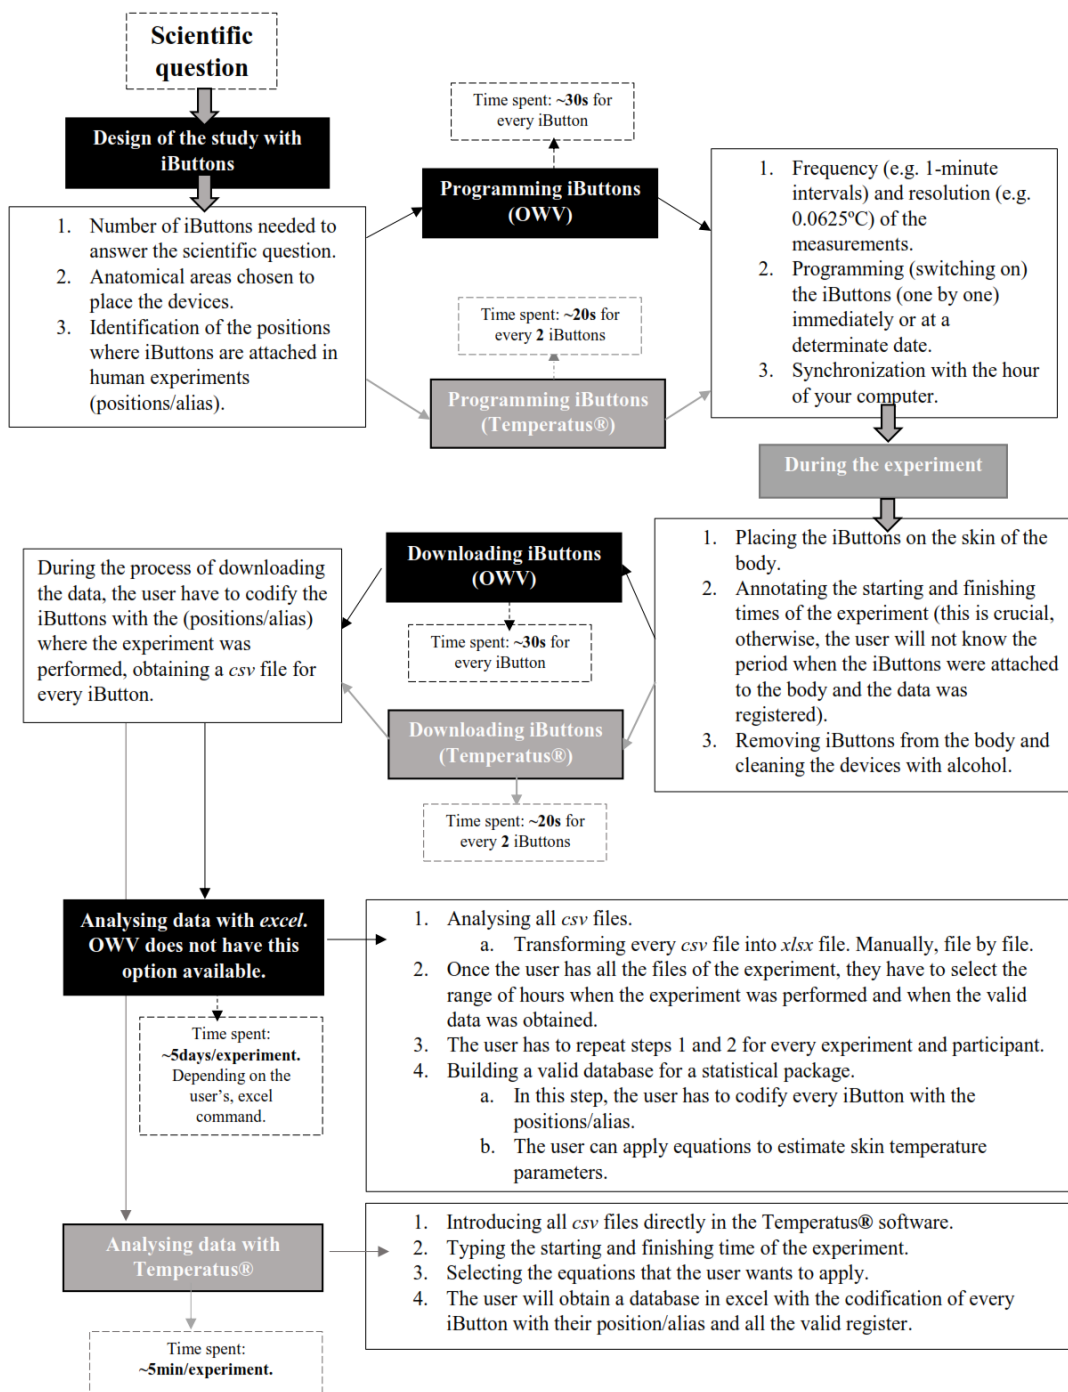 Scientific
question
Design of the study with
iButtons
1. Number of iButtons needed to
answer the scientific question.
2. Anatomical areas chosen to
place the devices.
3. Identification of the positions
where iButtons are attached in
human experiments
(positions/alias).
Time spent: ~30s for
every iButton
Programming iButtons
(OWV)
Time spent: ~20s for
every 2 iButtons
Programming iButtons
(Temperatus®)
1. Frequency (e.g. 1-minute
intervals) and resolution (e.g.
0.0625ºC) of the
measurements.
2. Programming (switching on)
the iButtons (one by one)
immediately or at a
determinate date.
3. Synchronization with the hour
of your computer.
During the experiment
1. Placing the iButtons on the skin of the
body.
2. Annotating the starting and finishing
times of the experiment (this is crucial,
otherwise, the user will not know the
period when the iButtons were attached
to the body and the data was
registered).
3. Removing iButtons from the body and
cleaning the devices with alcohol.
Downloading iButtons
(OWV)
Time spent: ~30s for
every iButton
Downloading iButtons
(Temperatus®)
Time spent: ~20s for
every 2 iButtons
During the process of downloading
the data, the user have to codify the
iButtons with the (positions/alias)
where the experiment was
performed, obtaining a csv file for
every iButton.
Analysing data with excel.
OWV does not have this
option available.
Time spent:
~5days/experiment.
Depending on the
user's, excel
command.
1. Analysing all csv files.
a. Transforming every csv file into xlsx file. Manually, file by file.
2. Once the user has all the files of the experiment, they have to select the
range of hours when the experiment was performed and when the valid
data was obtained.
3. The user has to repeat steps 1 and 2 for every experiment and participant.
4. Building a valid database for a statistical package.
a. In this step, the user has to codify every iButton with the
positions/alias.
b. The user can apply equations to estimate skin temperature
parameters.
Analysing data with
Temperatus®
Time spent:
~5min/experiment.
1. Introducing all csv files directly in the Temperatus® software.
2. Typing the starting and finishing time of the experiment.
3. Selecting the equations that the user wants to apply.
4. The user will obtain a database in excel with the codification of every
iButton with their position/alias and all the valid register.